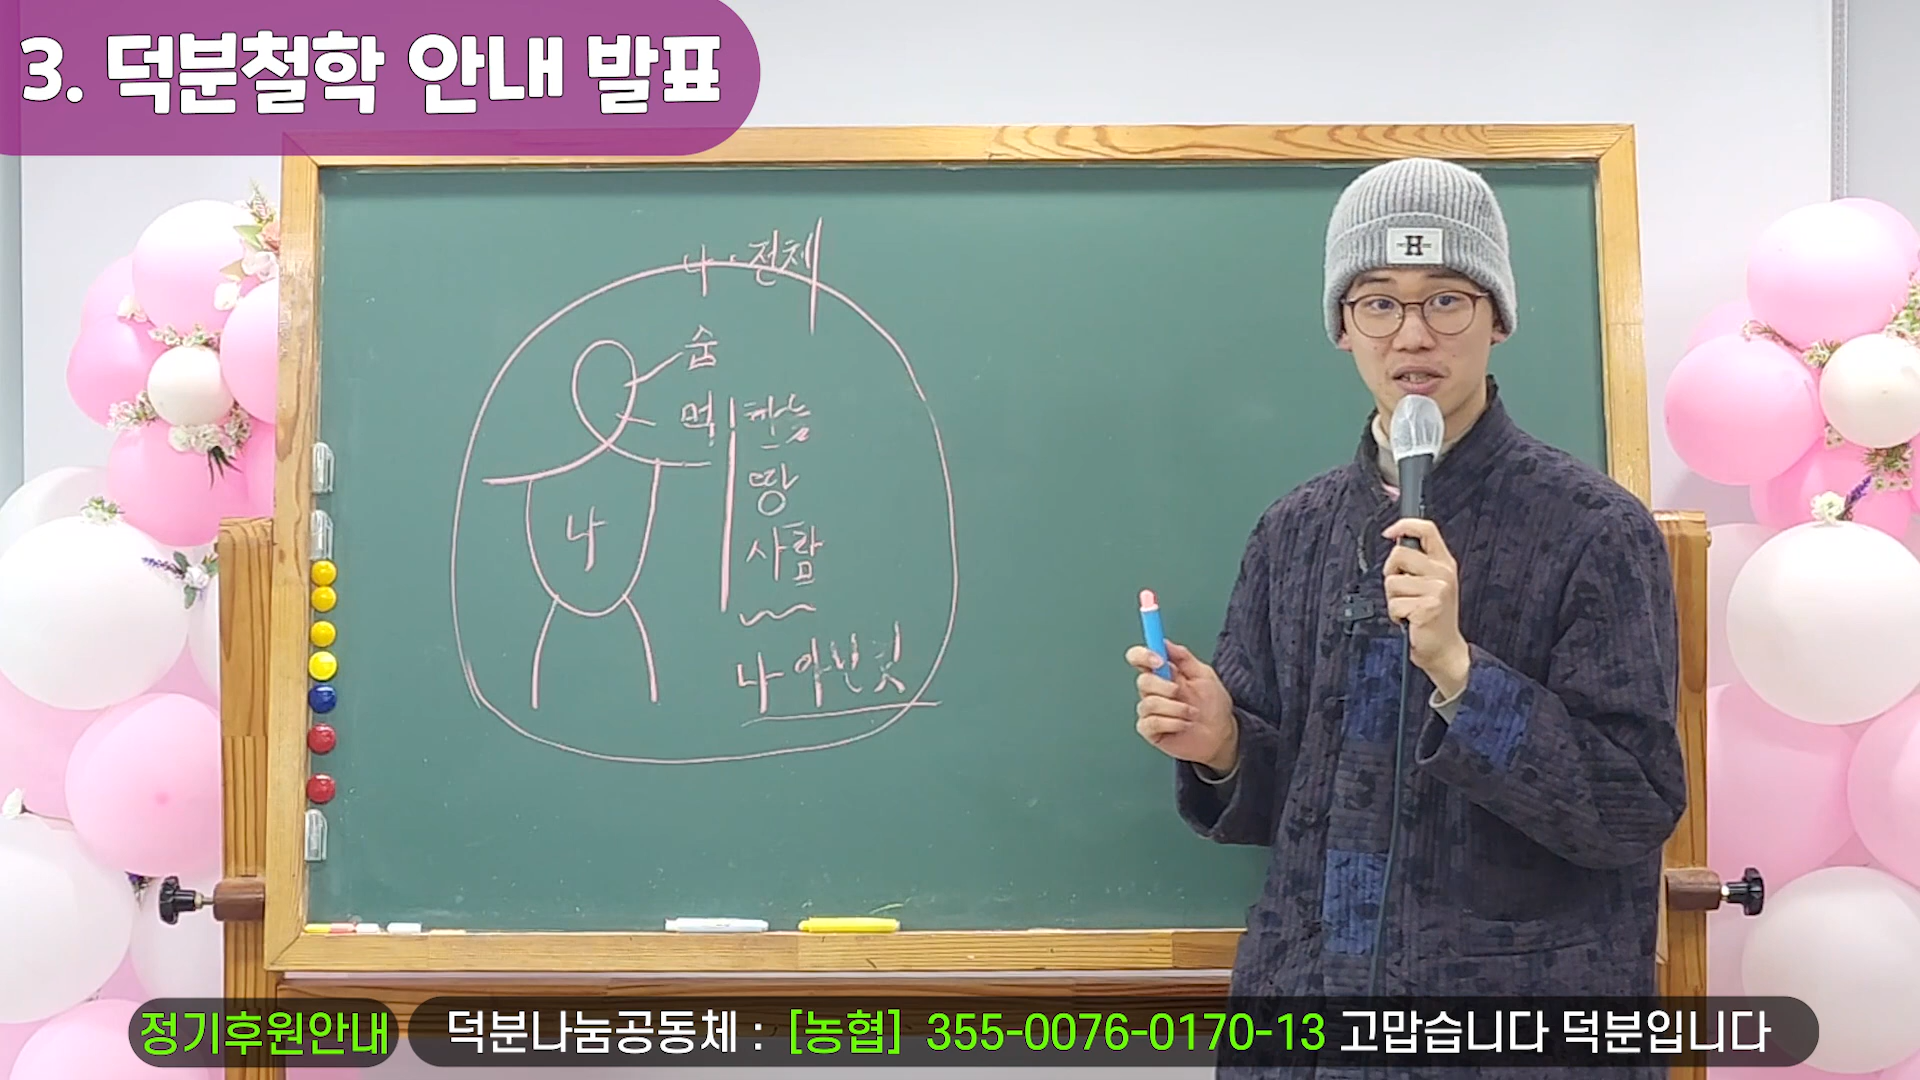 3. 덕분철학 안내 발표
나 · 전체
숨
먹
하늘
땅
사람
나
나 아닌 것
H
정기후원안내 덕분나눔공동체 : [농협] 355-0076-0170-13 고맙습니다 덕분입니다